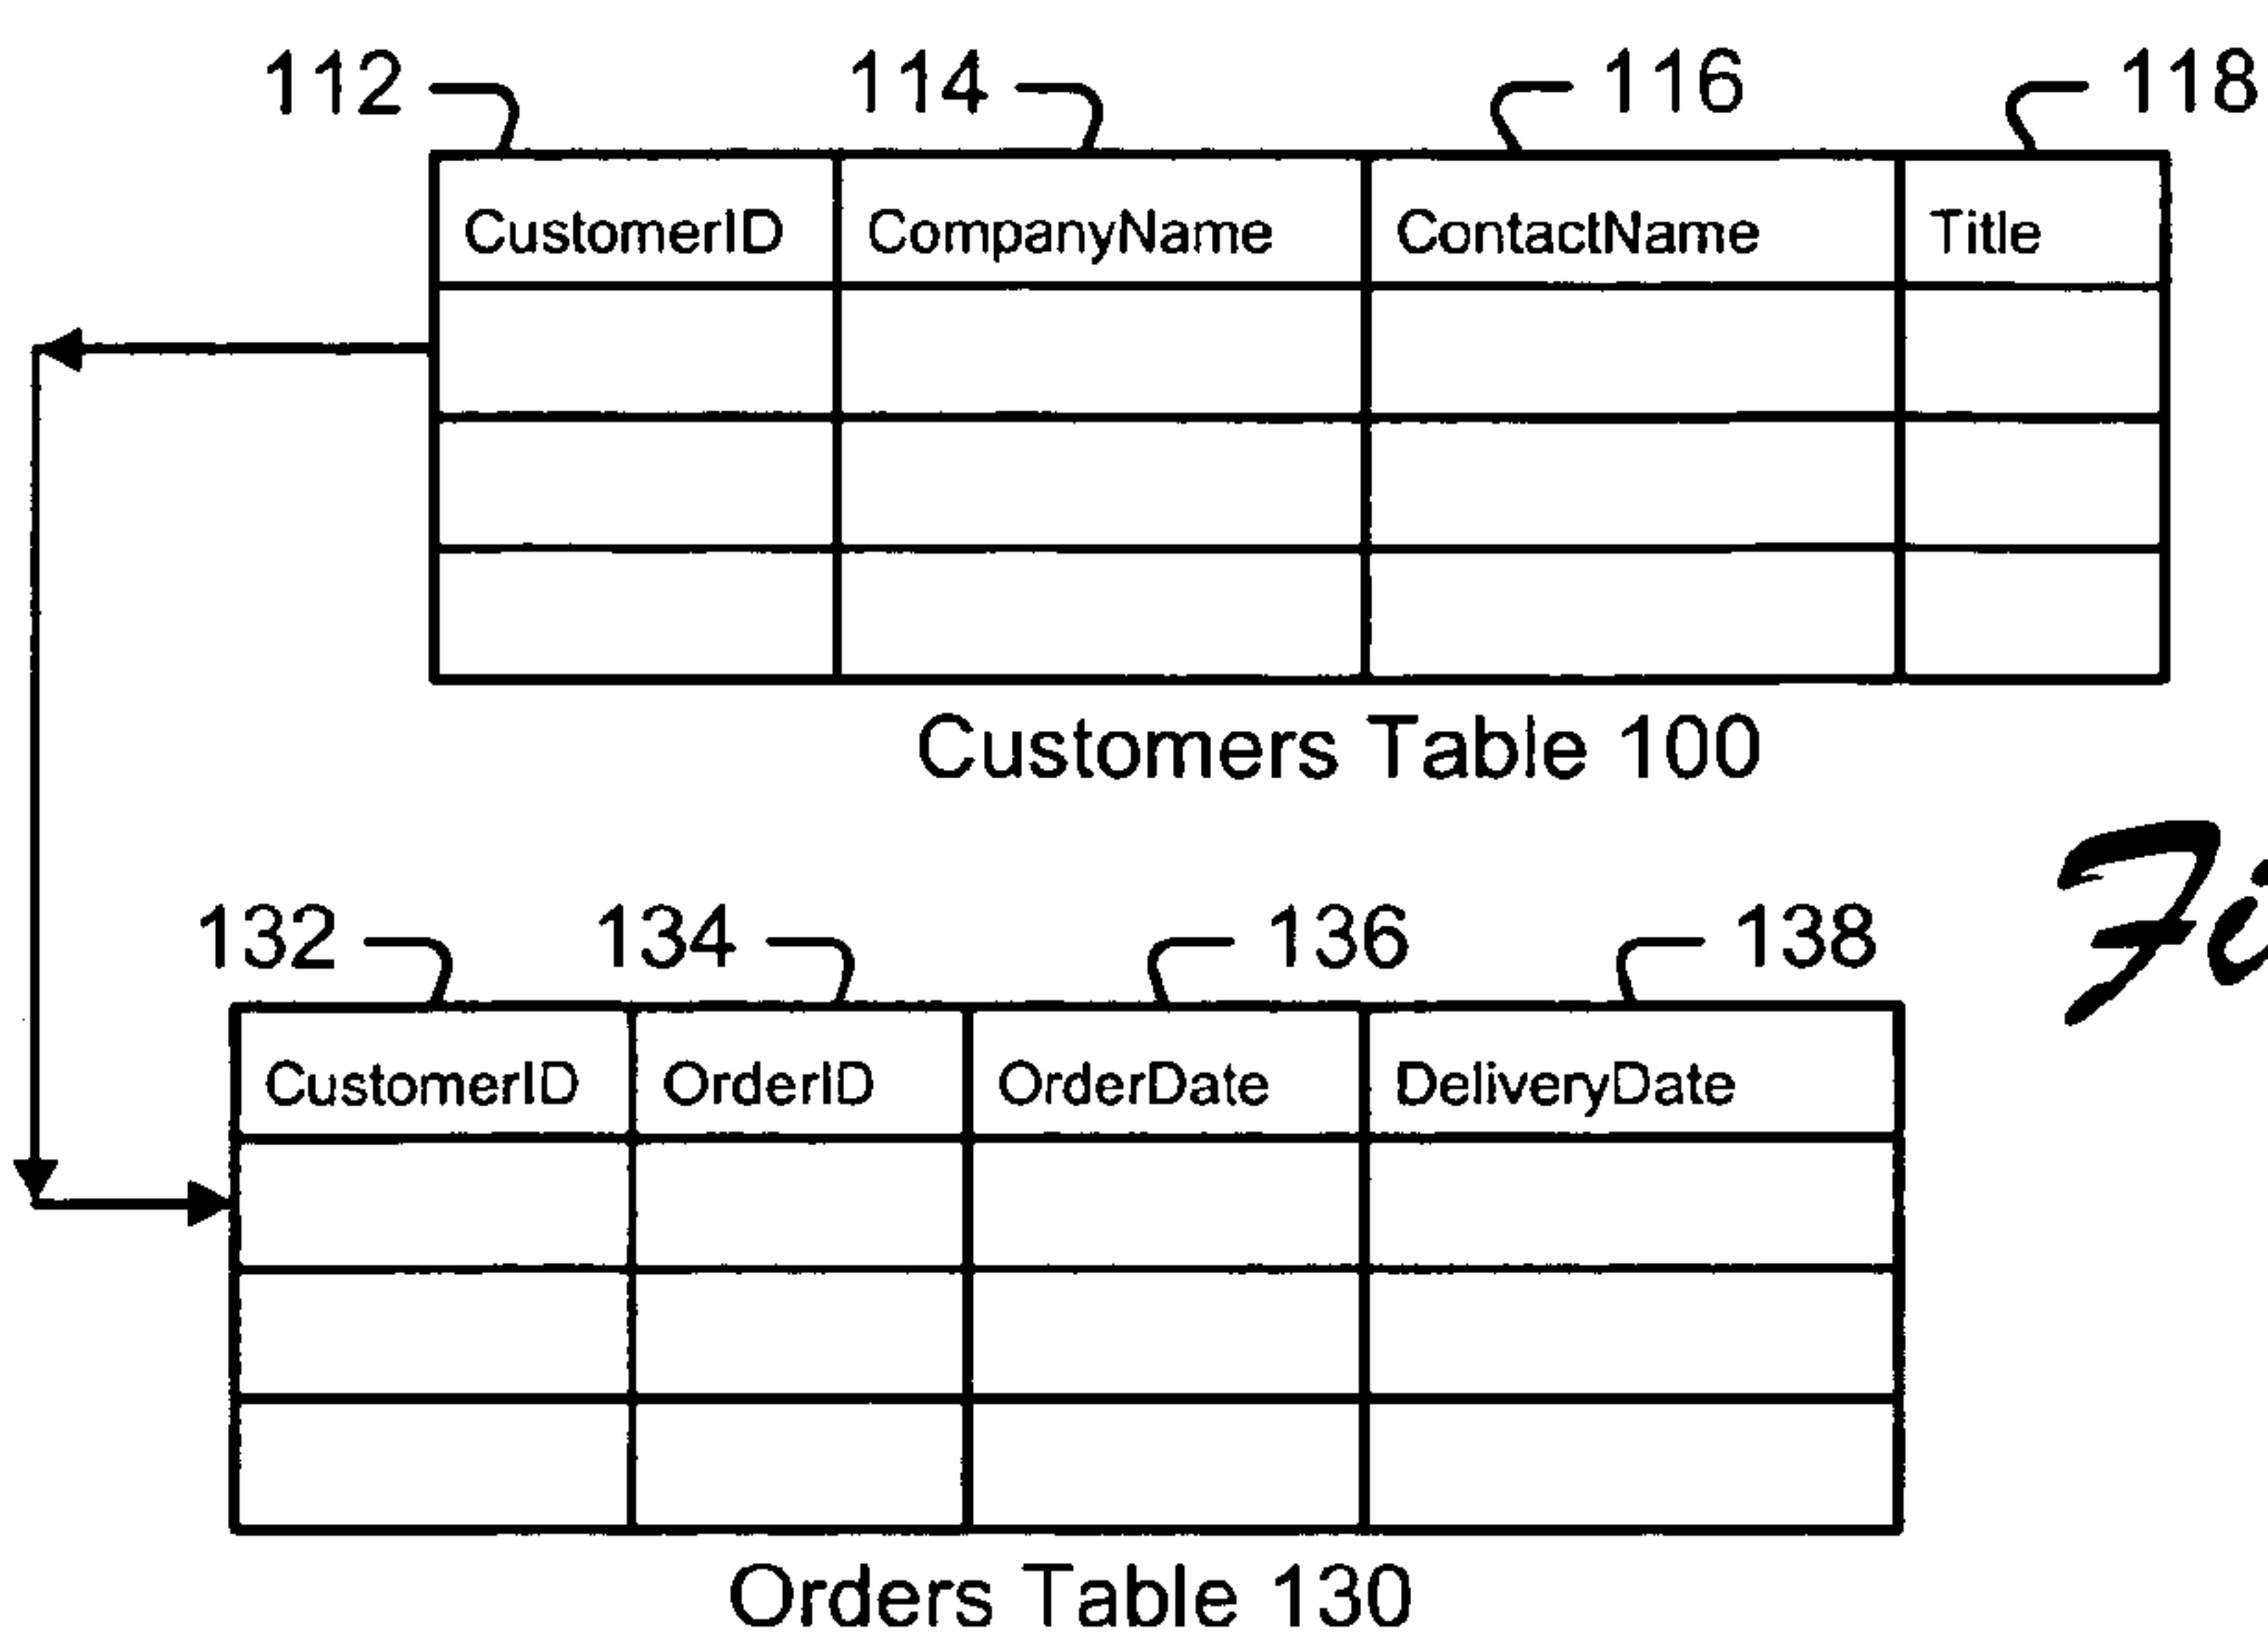 112 114 116 118
CustomerID CompanyName ContactName Title
Customers Table 100
132 134 136 138
CustomerID OrderID OrderDate DeliveryDate
Orders Table 130